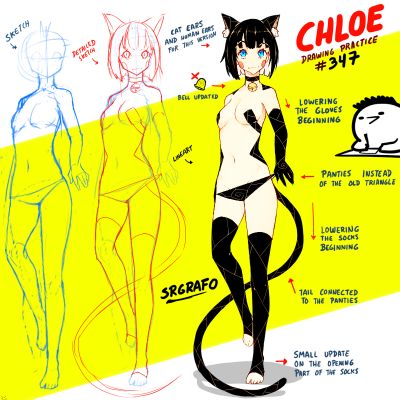 SKETCH
DETAILED
SKETCH
CAT EARS
AND HUMAN EARS
FOR THIS VERSION
CHLOE
DRAWING PRACTICE
#347
BELL UPDATED
LOWERING
THE GLOVES
BEGINNING
LINEART
PANTIES INSTEAD
OF THE OLD TRIANGLE
LOWERING
THE SOCKS
BEGINNING
SRGRAFO
TAIL CONNECTED
TO THE PANTIES
SMALL UPDATE
ON THE OPENING
PART OF THE SOCKS